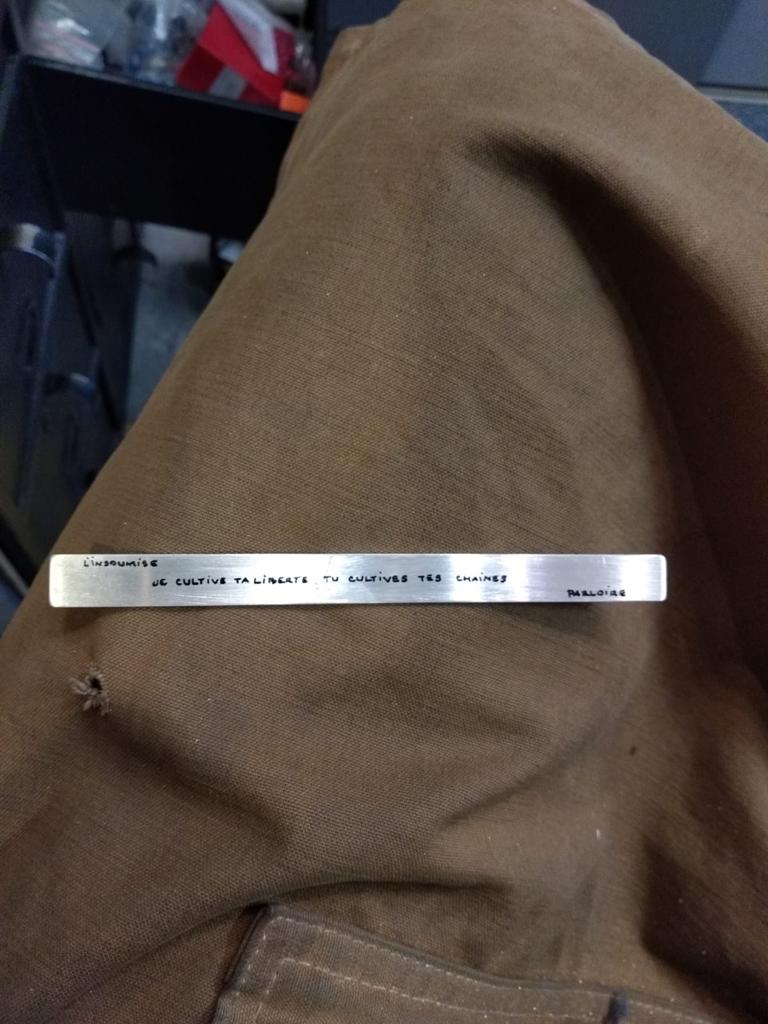 L'INSOUMISE
JE CULTIVE TA LIBERTE, TU CULTIVES TES CHAINES
PARLOIRE